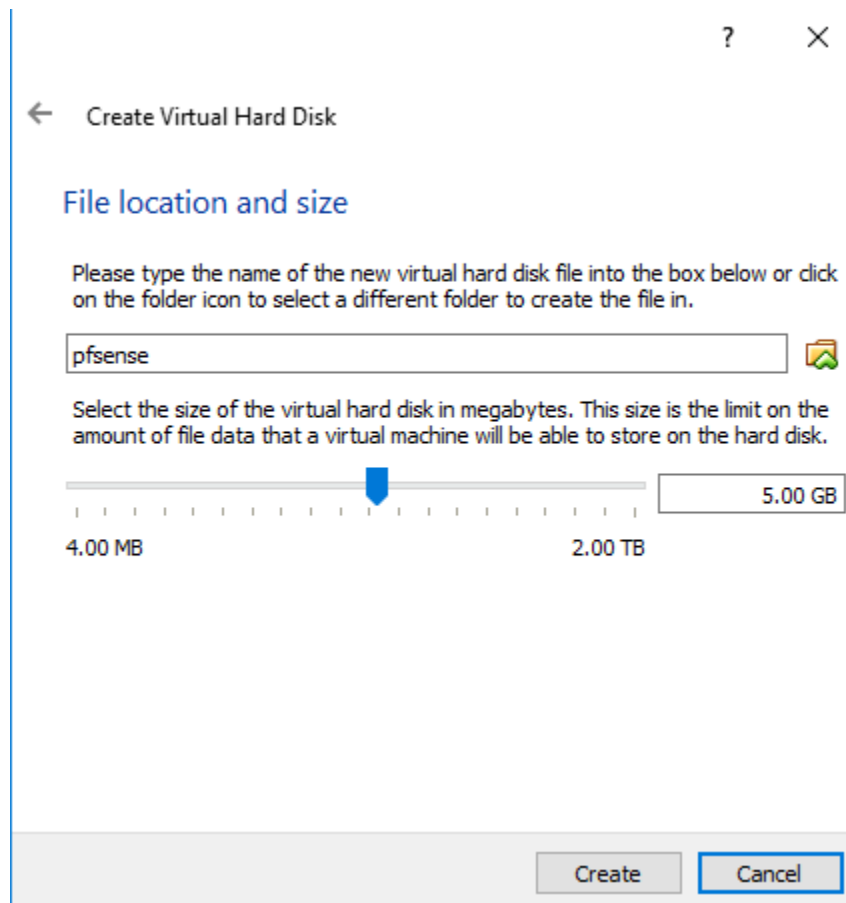 ?
Create Virtual Hard Disk
File location and size
Please type the name of the new virtual hard disk file into the box below or click
on the folder icon to select a different folder to create the file in.
pfsense
Select the size of the virtual hard disk in megabytes. This size is the limit on the
amount of file data that a virtual machine will be able to store on the hard disk.
5.00 GB
4.00 MB 2.00 TB
Create Cancel